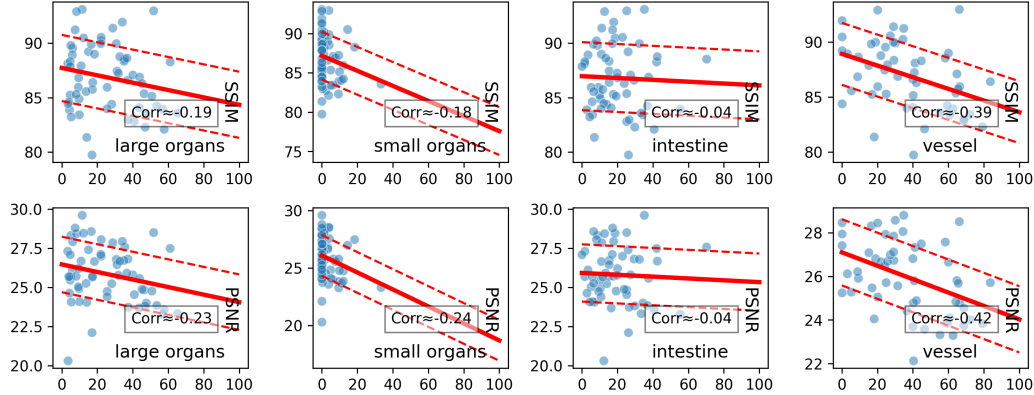 90
85
80
SSIM
Corr≈-0.19
large organs
0 20 40 60 80 100
90
85
80
75
SSIM
Corr≈-0.18
small organs
0 20 40 60 80 100
90
85
80
SSIM
Corr≈-0.04
intestine
0 20 40 60 80 100
90
85
80
SSIM
Corr≈-0.39
vessel
0 20 40 60 80 100
30.0
27.5
25.0
22.5
20.0
PSNR
Corr≈-0.23
large organs
0 20 40 60 80 100
30
25
20
PSNR
Corr≈-0.24
small organs
0 20 40 60 80 100
30.0
27.5
25.0
22.5
20.0
PSNR
Corr≈-0.04
intestine
0 20 40 60 80 100
28
26
24
22
PSNR
Corr≈-0.42
vessel
0 20 40 60 80 100